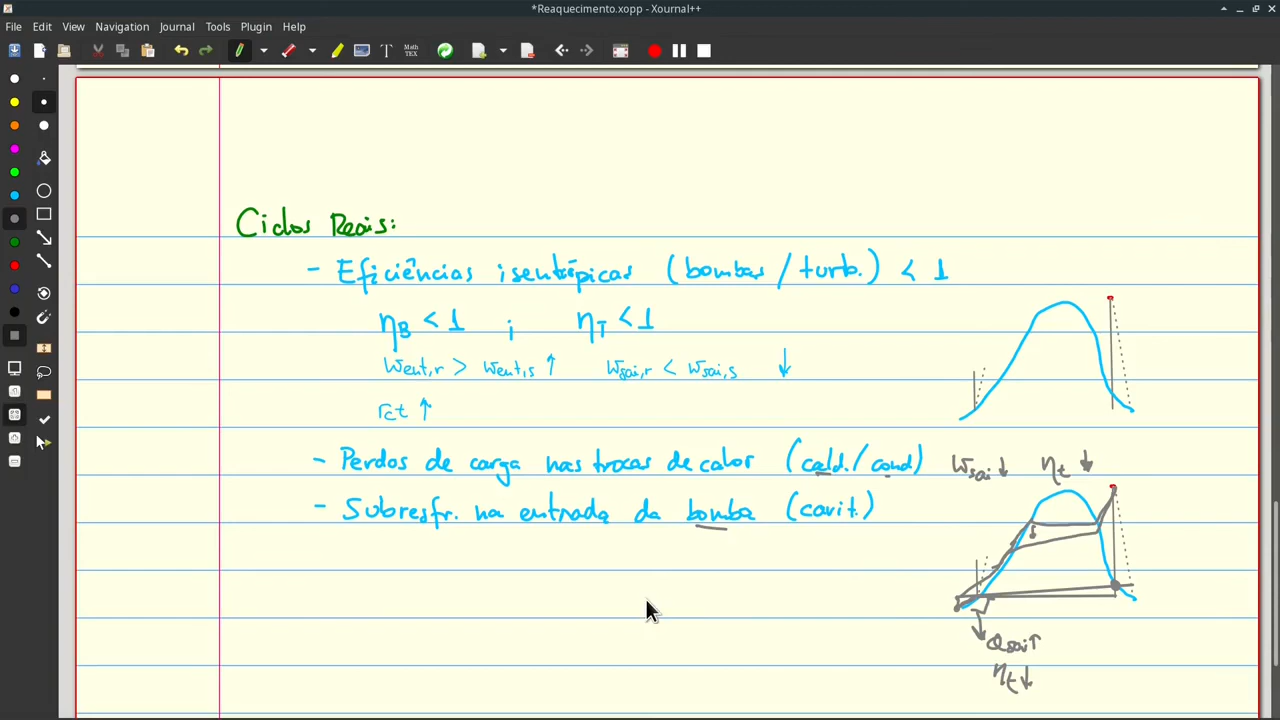 *Reaquecimento.xopp - Xournal++
File Edit View Navigation Journal Tools Plugin Help
Ciclos Reais:
- Eficiências isentrópicas (bombas / turb.) < 1
ηB < 1 ; ηT < 1
Went,r > Went,s ↑ Wsai,r < Wsai,s ↓
rct ↑
- Perdas de carga nas trocas de calor (cald./cond)
Wsai ↓ ηt ↓
- Subresfr. na entrada da bomba (cavit.)
Qsai ↑
ηt ↓